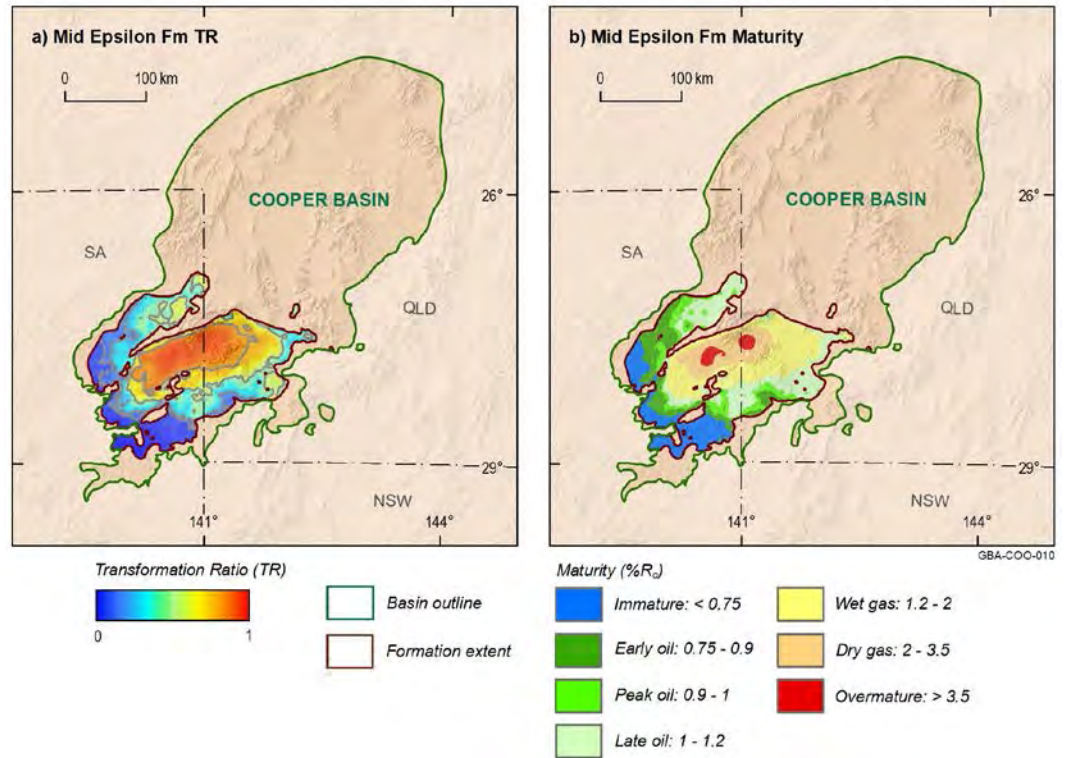 a) Mid Epsilon Fm TR
0 100 km
COOPER BASIN
26°
SA
QLD
29°
NSW
141° 144°
b) Mid Epsilon Fm Maturity
0 100 km
COOPER BASIN
26°
SA
QLD
29°
NSW
141° 144°
GBA-COO-010
Transformation Ratio (TR)
0 1
Basin outline
Formation extent
Maturity (%Ro)
Immature: < 0.75
Early oil: 0.75 - 0.9
Peak oil: 0.9 - 1
Late oil: 1 - 1.2
Wet gas: 1.2 - 2
Dry gas: 2 - 3.5
Overmature: > 3.5